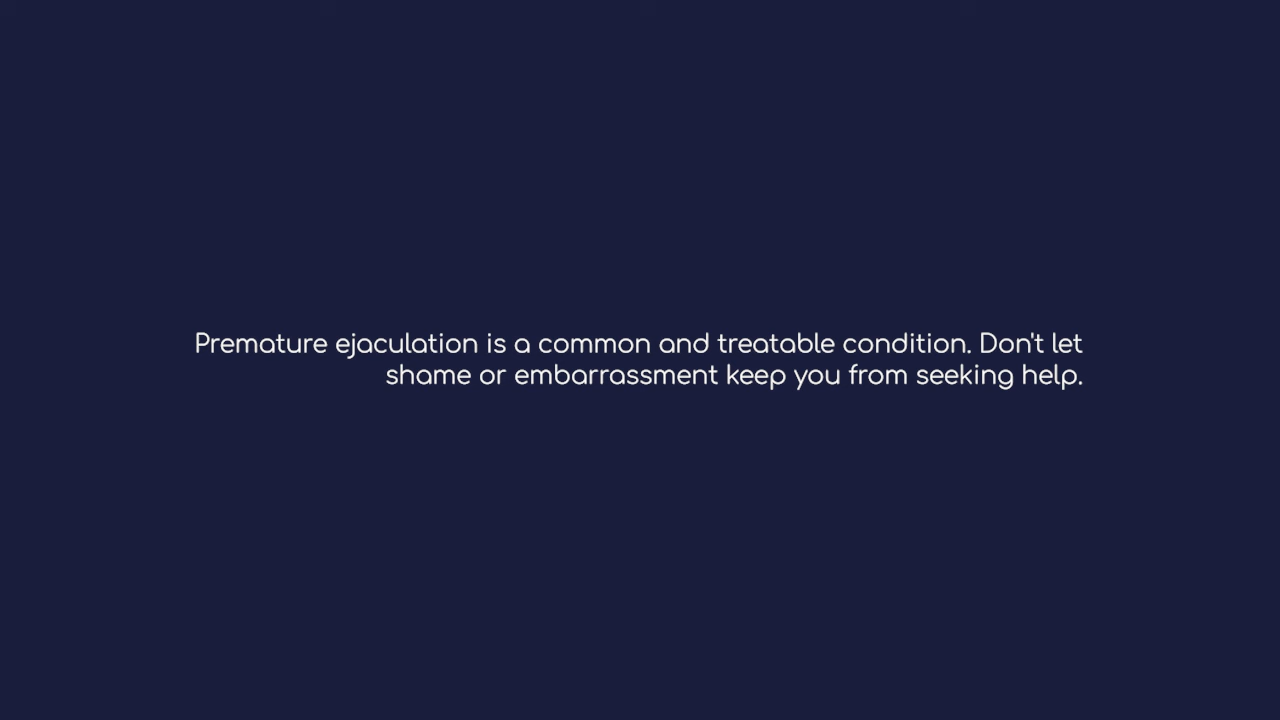 Premature ejaculation is a common and treatable condition. Don't let
shame or embarrassment keep you from seeking help.